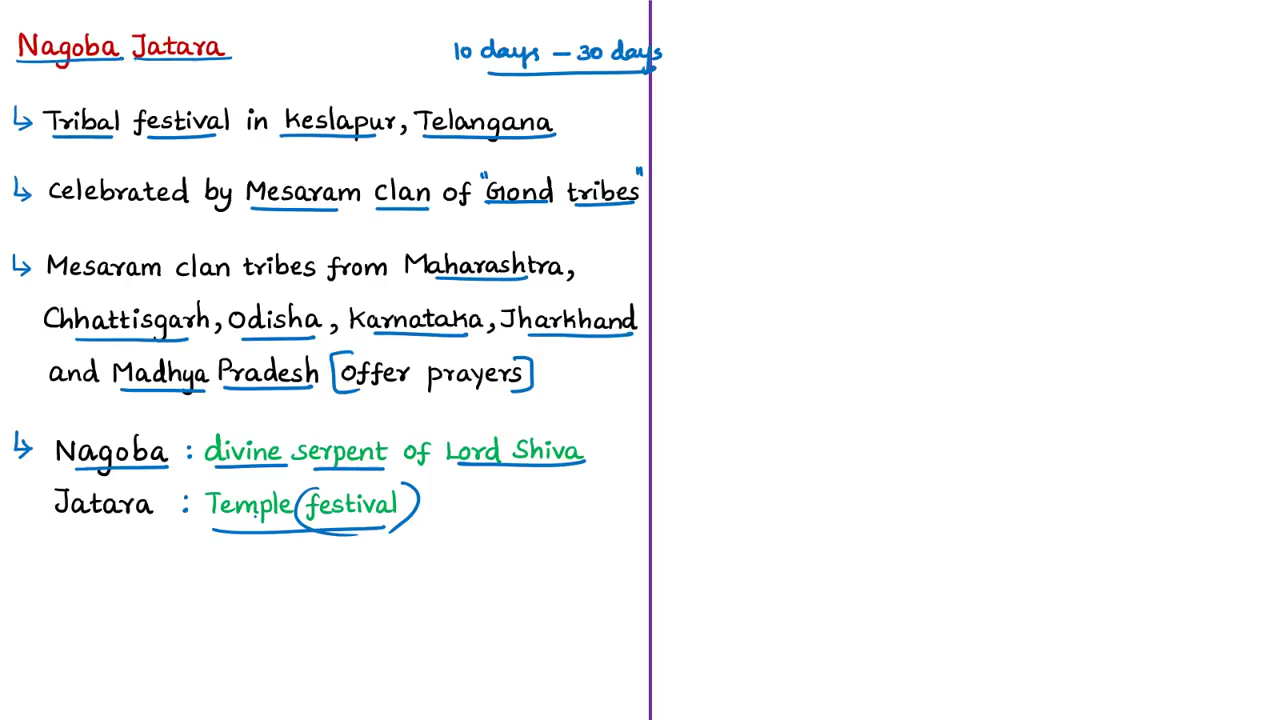 Nagoba Jatara
10 days – 30 days
↳ Tribal festival in Keslapur, Telangana
↳ Celebrated by Mesaram clan of "Gond tribes"
↳ Mesaram clan tribes from Maharashtra,
Chhattisgarh, Odisha, Karnataka, Jharkhand
and Madhya Pradesh [offer prayers]
↳ Nagoba : divine serpent of Lord Shiva
Jatara : Temple festival